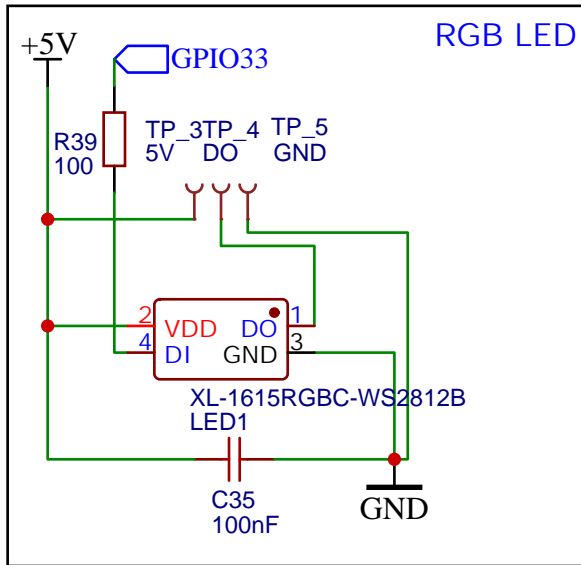 RGB LED
+5V
GPIO33
R39
100
TP_3 TP_4 TP_5
5V DO GND
2 VDD DO 1
4 DI GND 3
XL-1615RGBC-WS2812B
LED1
C35
100nF
GND